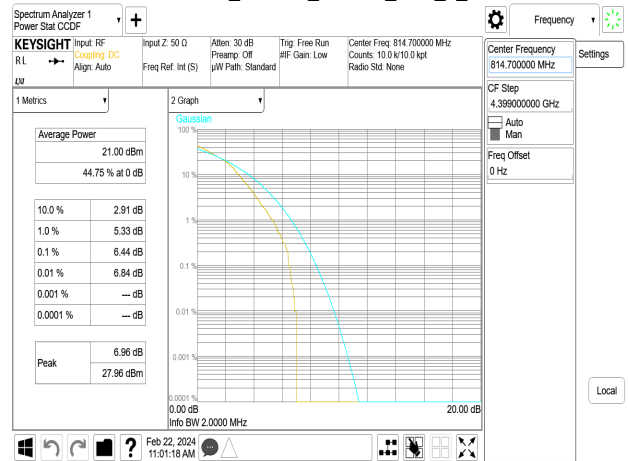 Spectrum Analyzer 1
Power Stat CCDF
Frequency
KEYSIGHT
Input: RF
Coupling: DC
Align: Auto
Input Z: 50 Ω
Freq Ref: Int (S)
Atten: 30 dB
Preamp: Off
µW Path: Standard
Trig: Free Run
#IF Gain: Low
Center Freq: 814.700000 MHz
Counts: 10.0 k/10.0 kpt
Radio Std: None
R L
LXI
Center Frequency
814.700000 MHz
Settings
CF Step
4.399000000 GHz
Auto
Man
Freq Offset
0 Hz
Local
1 Metrics
Average Power
21.00 dBm
44.75 % at 0 dB
10.0 % 2.91 dB
1.0 % 5.33 dB
0.1 % 6.44 dB
0.01 % 6.84 dB
0.001 % --- dB
0.0001 % --- dB
Peak
6.96 dB
27.96 dBm
2 Graph
Gaussian
100 %
10 %
1 %
0.1 %
0.01 %
0.001 %
0.0001 %
0.00 dB 20.00 dB
Info BW 2.0000 MHz
Feb 22, 2024
11:01:18 AM